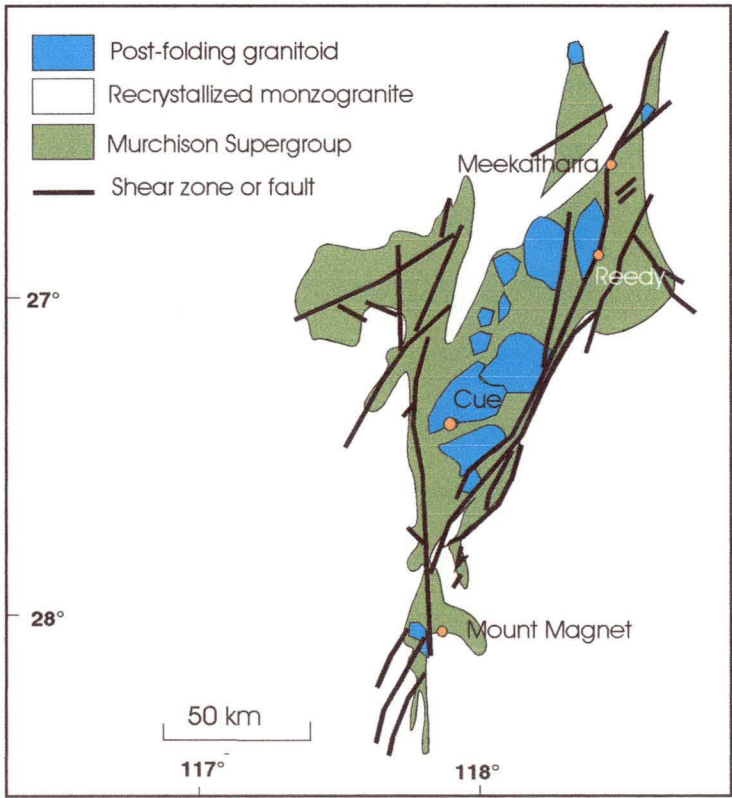 Post-folding granitoid
Recrystallized monzogranite
Murchison Supergroup
Shear zone or fault
Meekatharra
Reedy
27°
Cue
28°
Mount Magnet
50 km
117°
118°